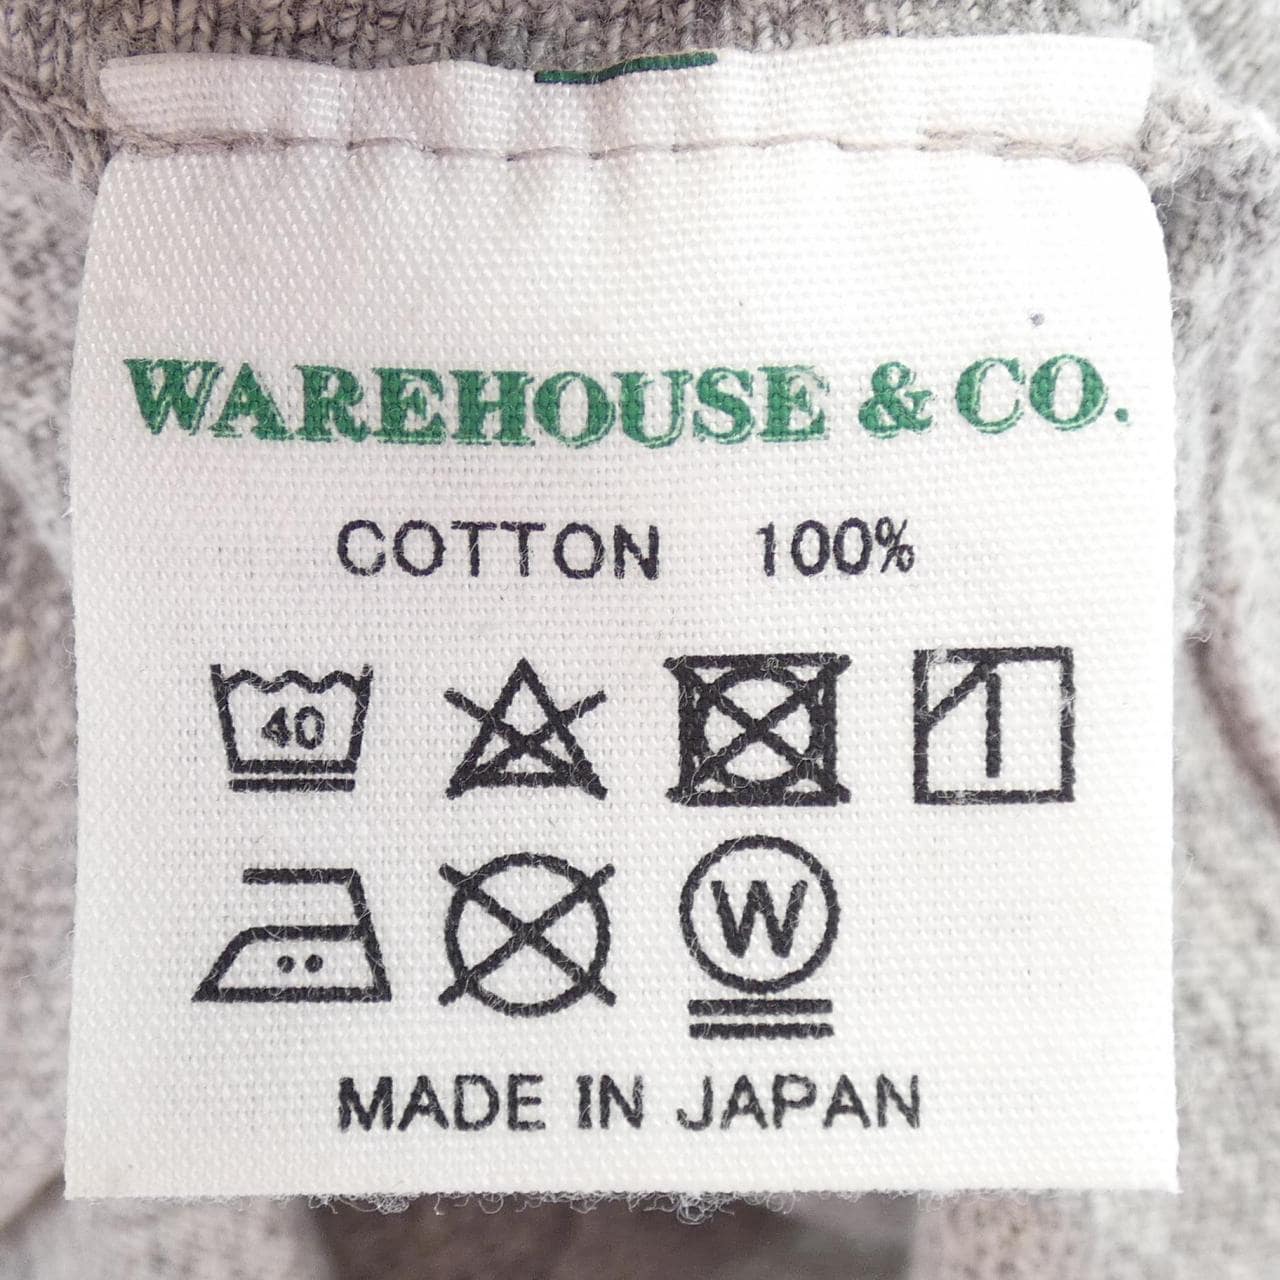 WAREHOUSE & CO.
COTTON 100%
40
W
MADE IN JAPAN